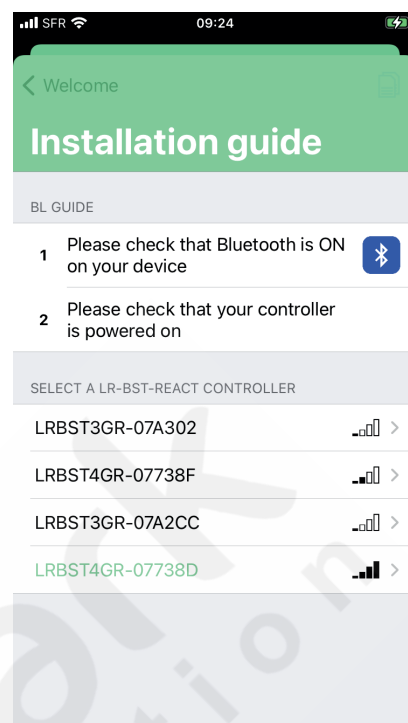 SFR 09:24
Welcome
Installation guide
BL GUIDE
1 Please check that Bluetooth is ON
on your device
2 Please check that your controller
is powered on
SELECT A LR-BST-REACT CONTROLLER
LRBST3GR-07A302
LRBST4GR-07738F
LRBST3GR-07A2CC
LRBST4GR-07738D